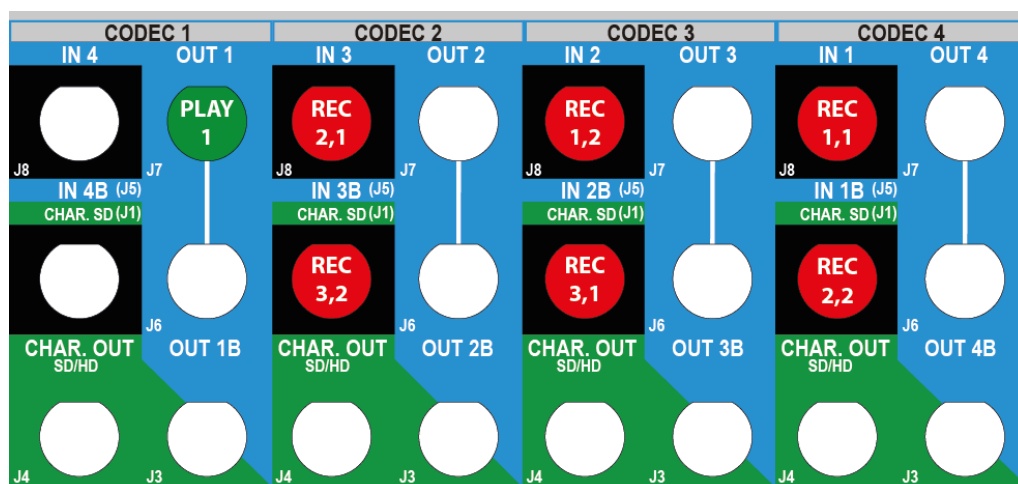 CODEC 1 CODEC 2 CODEC 3 CODEC 4
IN 4 OUT 1 IN 3 OUT 2 IN 2 OUT 3 IN 1 OUT 4
PLAY REC REC REC
1 2,1 1,2 1,1
J8 J7 J8 J7 J8 J7 J8 J7
IN 4B (J5) IN 3B (J5) IN 2B (J5) IN 1B (J5)
CHAR. SD (J1) CHAR. SD (J1) CHAR. SD (J1) CHAR. SD (J1)
REC REC REC
3,2 3,1 2,2
J6 J6 J6 J6
CHAR. OUT OUT 1B CHAR. OUT OUT 2B CHAR. OUT OUT 3B CHAR. OUT OUT 4B
SD/HD SD/HD SD/HD SD/HD
J4 J3 J4 J3 J4 J3 J4 J3